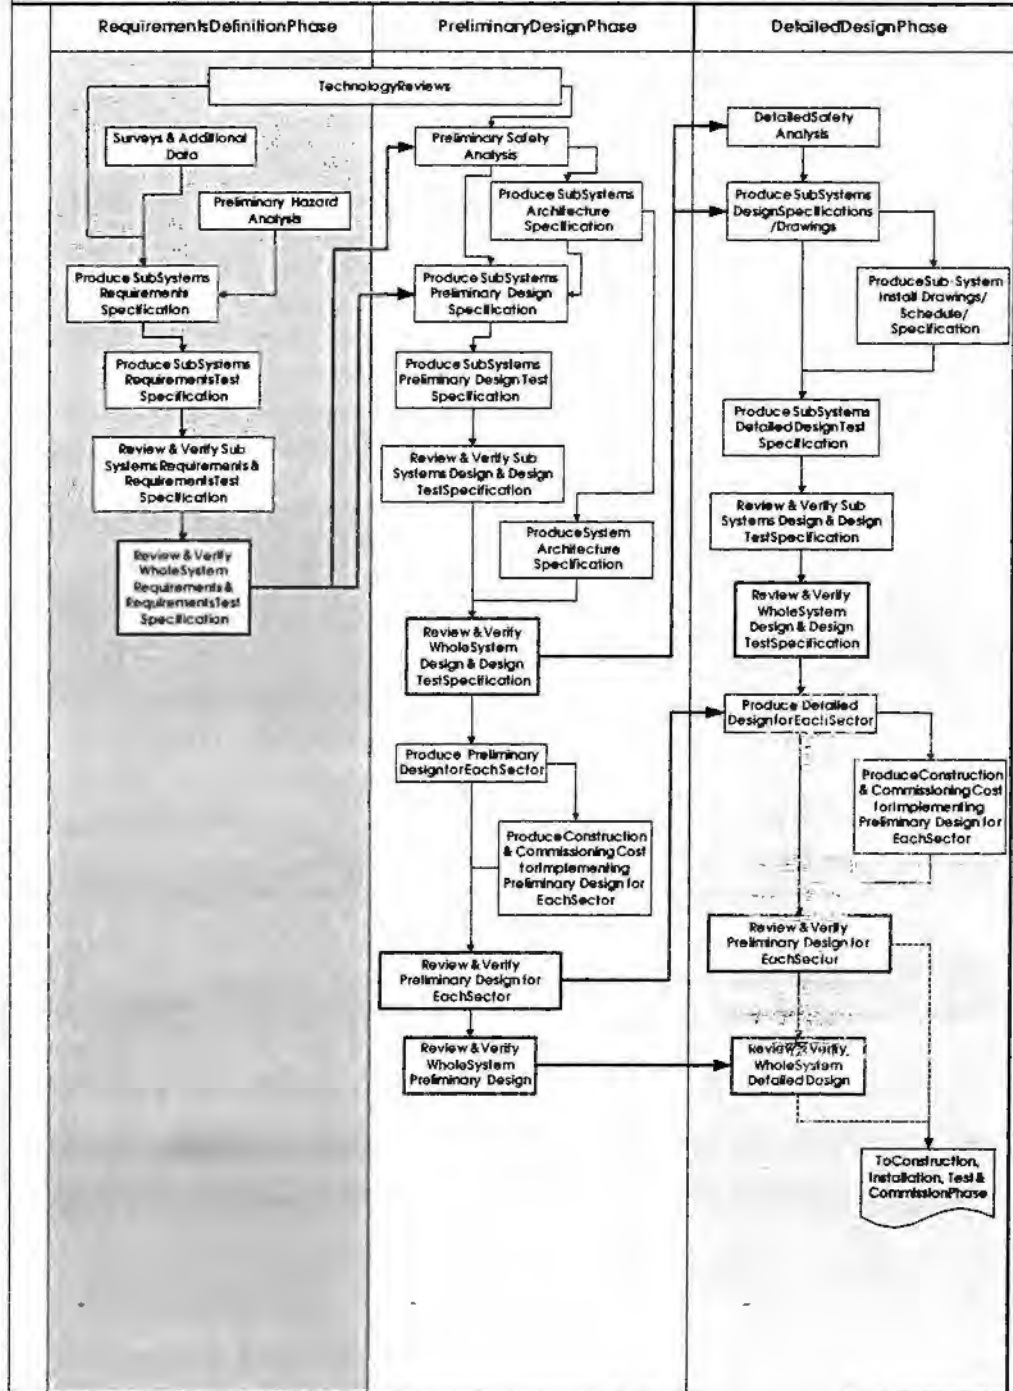 RequirementsDefinitionPhase
PreliminaryDesignPhase
DetailedDesignPhase
TechnologyReviews
Surveys & Additional
Data
Preliminary Hazard
Analysis
Produce SubSystems
Requirements
Specification
Produce SubSystems
RequirementsTest
Specification
Review & Verify Sub
Systems Requirements &
RequirementsTest
Specification
Review & Verify
WholeSystem
Requirements &
RequirementsTest
Specification
Preliminary Safety
Analysis
Produce SubSystems
Architecture
Specification
Produce SubSystems
Preliminary Design
Specification
Produce SubSystems
Preliminary Design Test
Specification
Review & Verify Sub
Systems Design & Design
TestSpecification
ProduceSystem
Architecture
Specification
Review & Verify
WholeSystem
Design & Design
TestSpecification
Produce Preliminary
DesignforEachSector
ProduceConstruction
& CommissioningCost
forImplementing
Preliminary Design for
EachSector
Review & Verify
Preliminary Design for
EachSector
Review & Verify
WholeSystem
Preliminary Design
DetailedSafety
Analysis
Produce SubSystems
DesignSpecifications
/Drawings
ProduceSub-System
Install Drawings/
Schedule/
Specification
Produce SubSystems
DetailedDesignTest
Specification
Review & Verify Sub
Systems Design & Design
TestSpecification
Review & Verify
WholeSystem
Design & Design
TestSpecification
Produce Detailed
DesignforEachSector
ProduceConstruction
& CommissioningCost
forImplementing
Preliminary Design for
EachSector
Review & Verify
Preliminary Design for
EachSector
Review & Verify
WholeSystem
Detailed Design
ToConstruction,
Installation, Test &
CommissionPhase